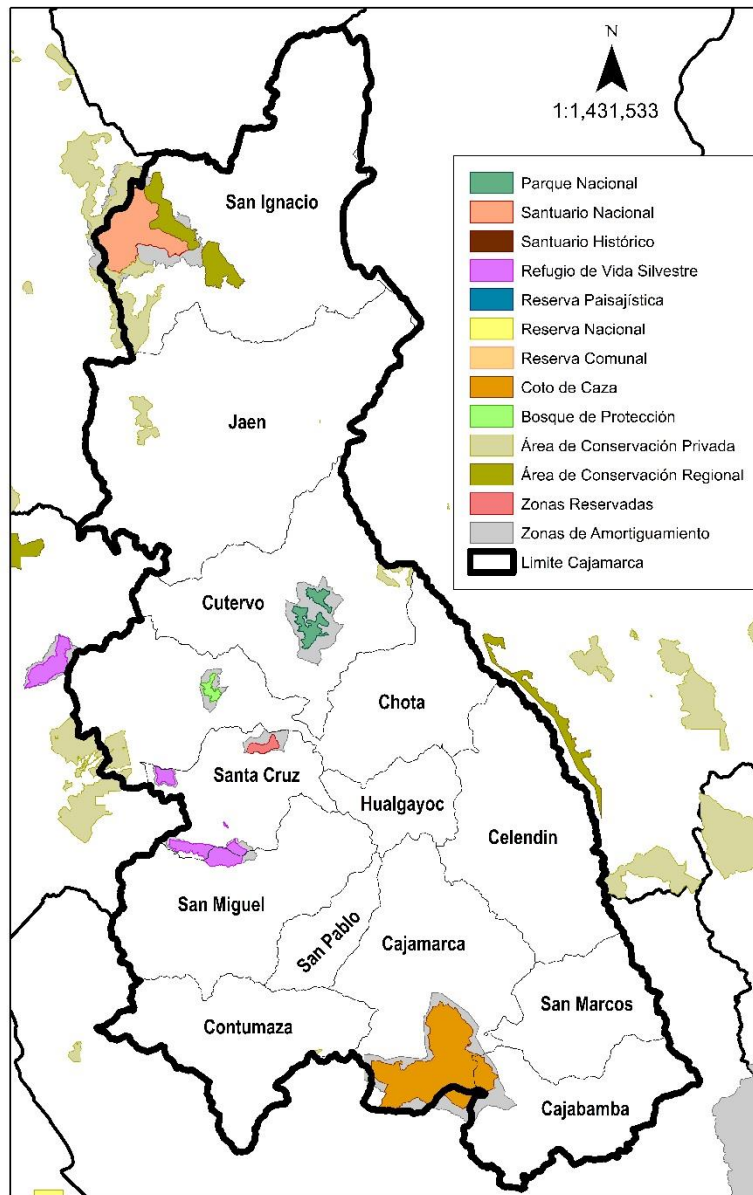 N
1:1,431,533
Parque Nacional
Santuario Nacional
Santuario Histórico
Refugio de Vida Silvestre
Reserva Paisajística
Reserva Nacional
Reserva Comunal
Coto de Caza
Bosque de Protección
Área de Conservación Privada
Área de Conservación Regional
Zonas Reservadas
Zonas de Amortiguamiento
Limite Cajamarca
San Ignacio
Jaen
Cutervo
Chota
Santa Cruz
Hualgayoc
Celendin
San Miguel
San Pablo
Cajamarca
San Marcos
Contumaza
Cajabamba